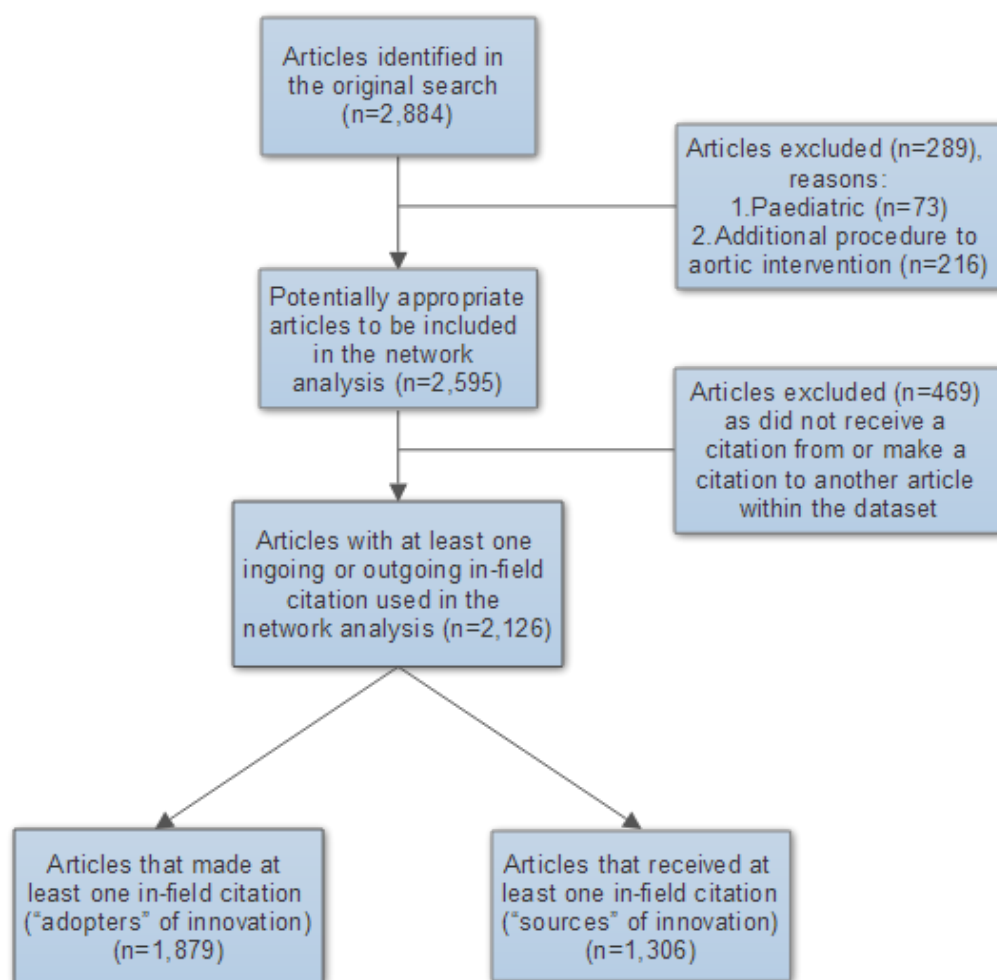 Articles identified in
the original search
(n=2,884)
Articles excluded (n=289),
reasons:
1.Paediatric (n=73)
2.Additional procedure to
aortic intervention (n=216)
Potentially appropriate
articles to be included
in the network
analysis (n=2,595)
Articles excluded (n=469)
as did not receive a
citation from or make a
citation to another article
within the dataset
Articles with at least one
ingoing or outgoing in-field
citation used in the
network analysis (n=2,126)
Articles that made at
least one in-field citation
(“adopters” of innovation)
(n=1,879)
Articles that received at
least one in-field citation
(“sources” of innovation)
(n=1,306)